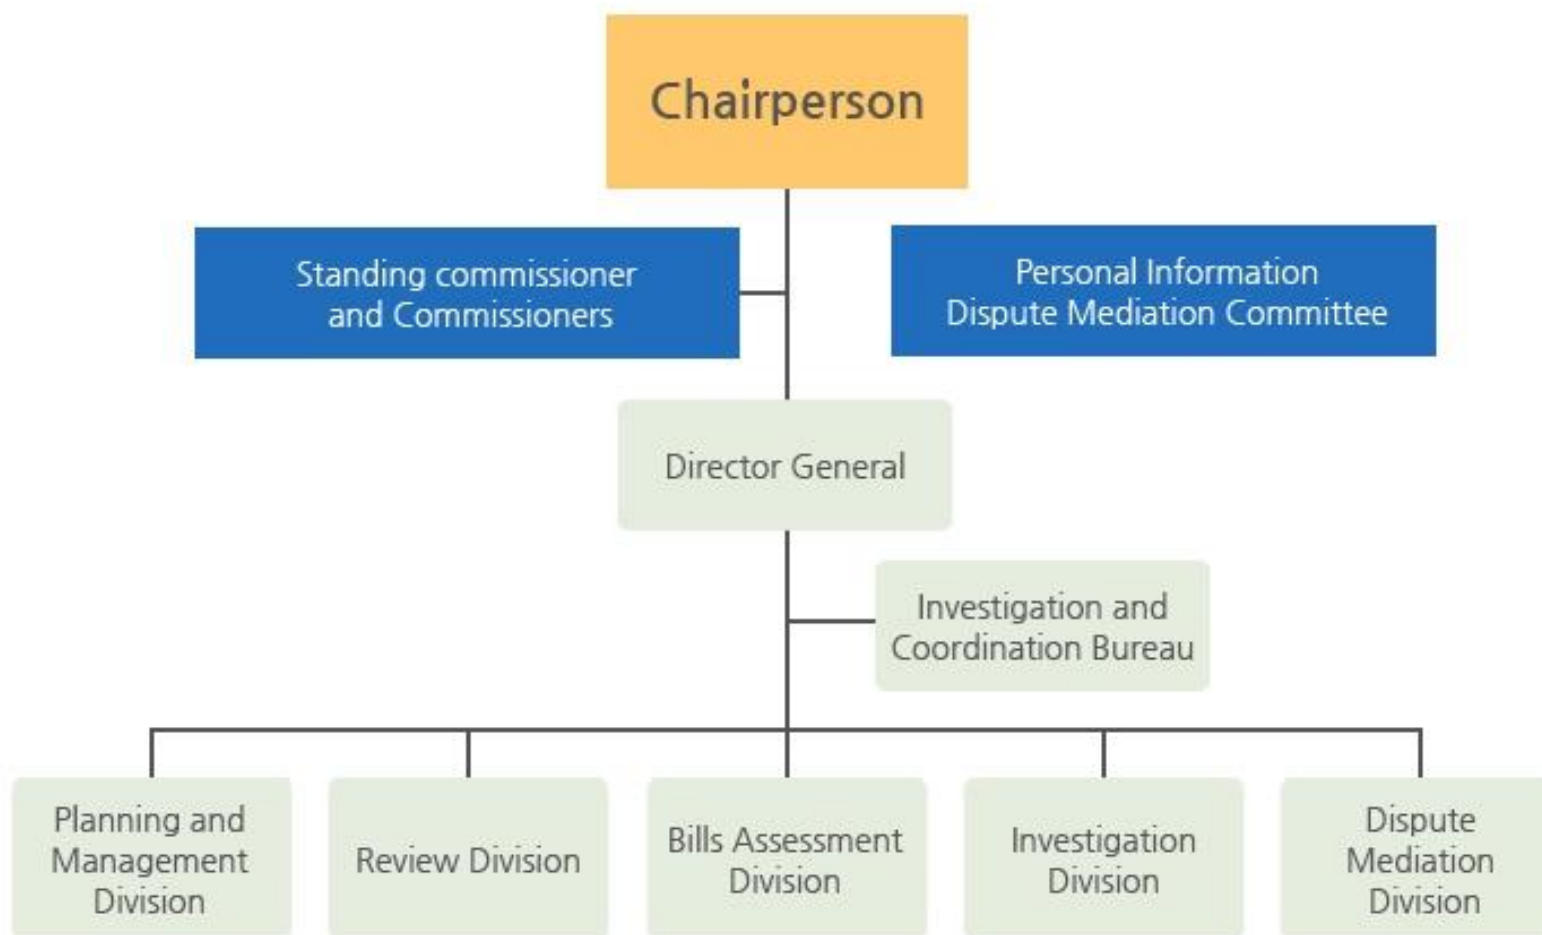 Chairperson
Standing commissioner
and Commissioners
Personal Information
Dispute Mediation Committee
Director General
Investigation and
Coordination Bureau
Planning and
Management
Division
Review Division
Bills Assessment
Division
Investigation
Division
Dispute
Mediation
Division